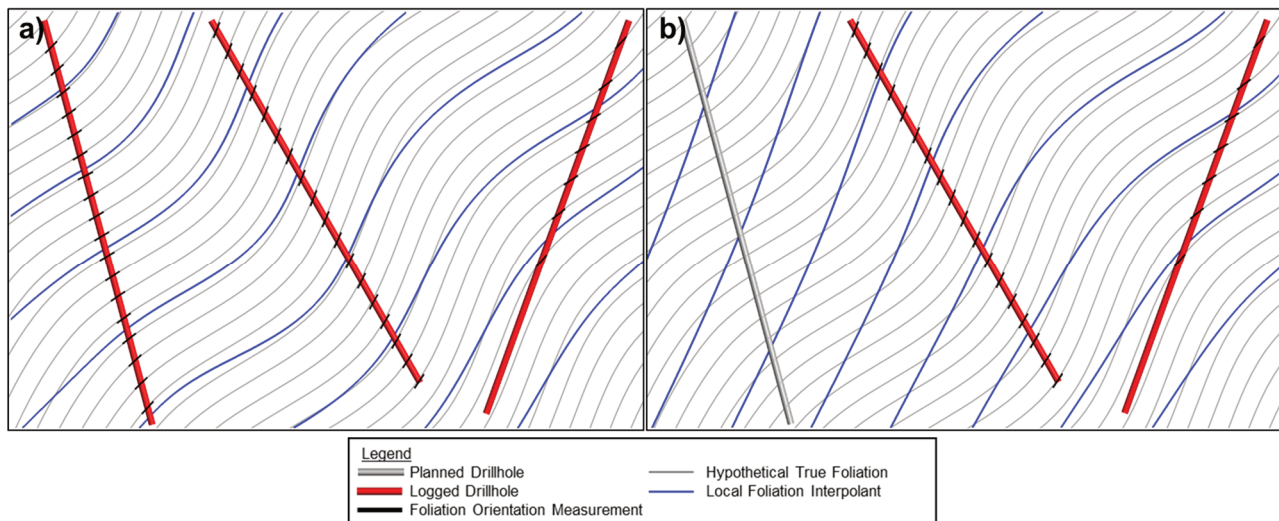 a)
b)
Legend
Planned Drillhole
Logged Drillhole
Foliation Orientation Measurement
Hypothetical True Foliation
Local Foliation Interpolant